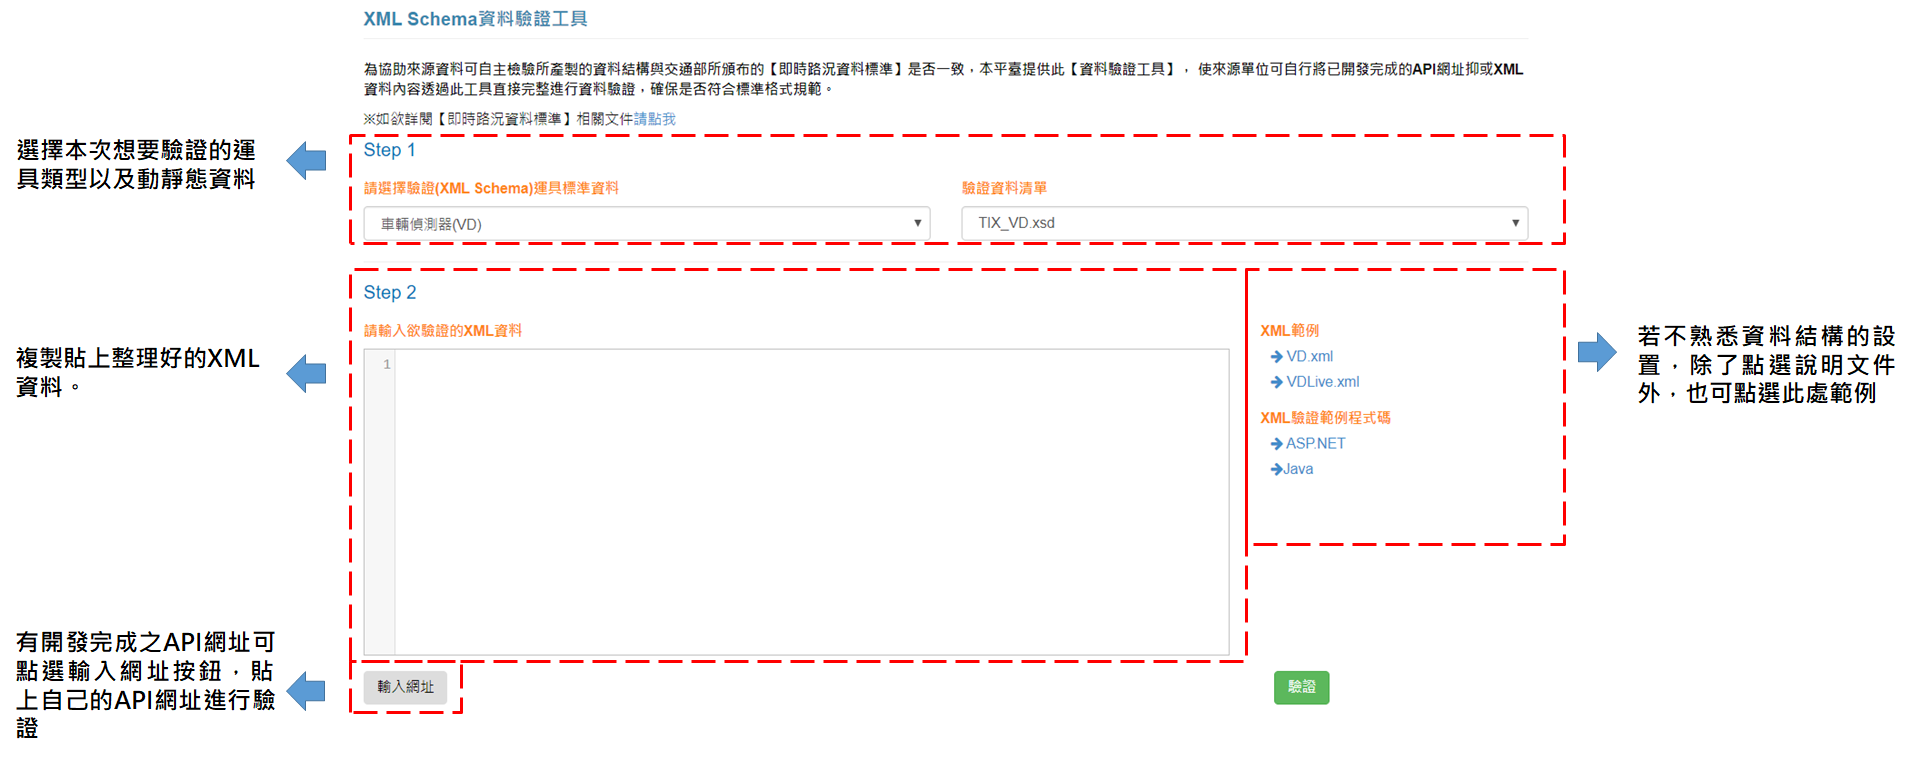 XML Schema資料驗證工具
為協助來源資料可自主檢驗所產製的資料結構與交通部所頒布的【即時路況資料標準】是否一致，本平臺提供此【資料驗證工具】， 使來源單位可自行將已開發完成的API網址抑或XML
資料內容透過此工具直接完整進行資料驗證，確保是否符合標準格式規範。
※如欲詳閱【即時路況資料標準】相關文件請點我
選擇本次想要驗證的運
具類型以及動靜態資料
Step 1
請選擇驗證(XML Schema)運具標準資料
驗證資料清單
車輛偵測器(VD)
TIX_VD.xsd
Step 2
請輸入欲驗證的XML資料
1
複製貼上整理好的XML
資料。
XML範例
VD.xml
VDLive.xml
XML驗證範例程式碼
ASP.NET
Java
若不熟悉資料結構的設
置，除了點選說明文件
外，也可點選此處範例
有開發完成之API網址可
點選輸入網址按鈕，貼
上自己的API網址進行驗
證
輸入網址
驗證